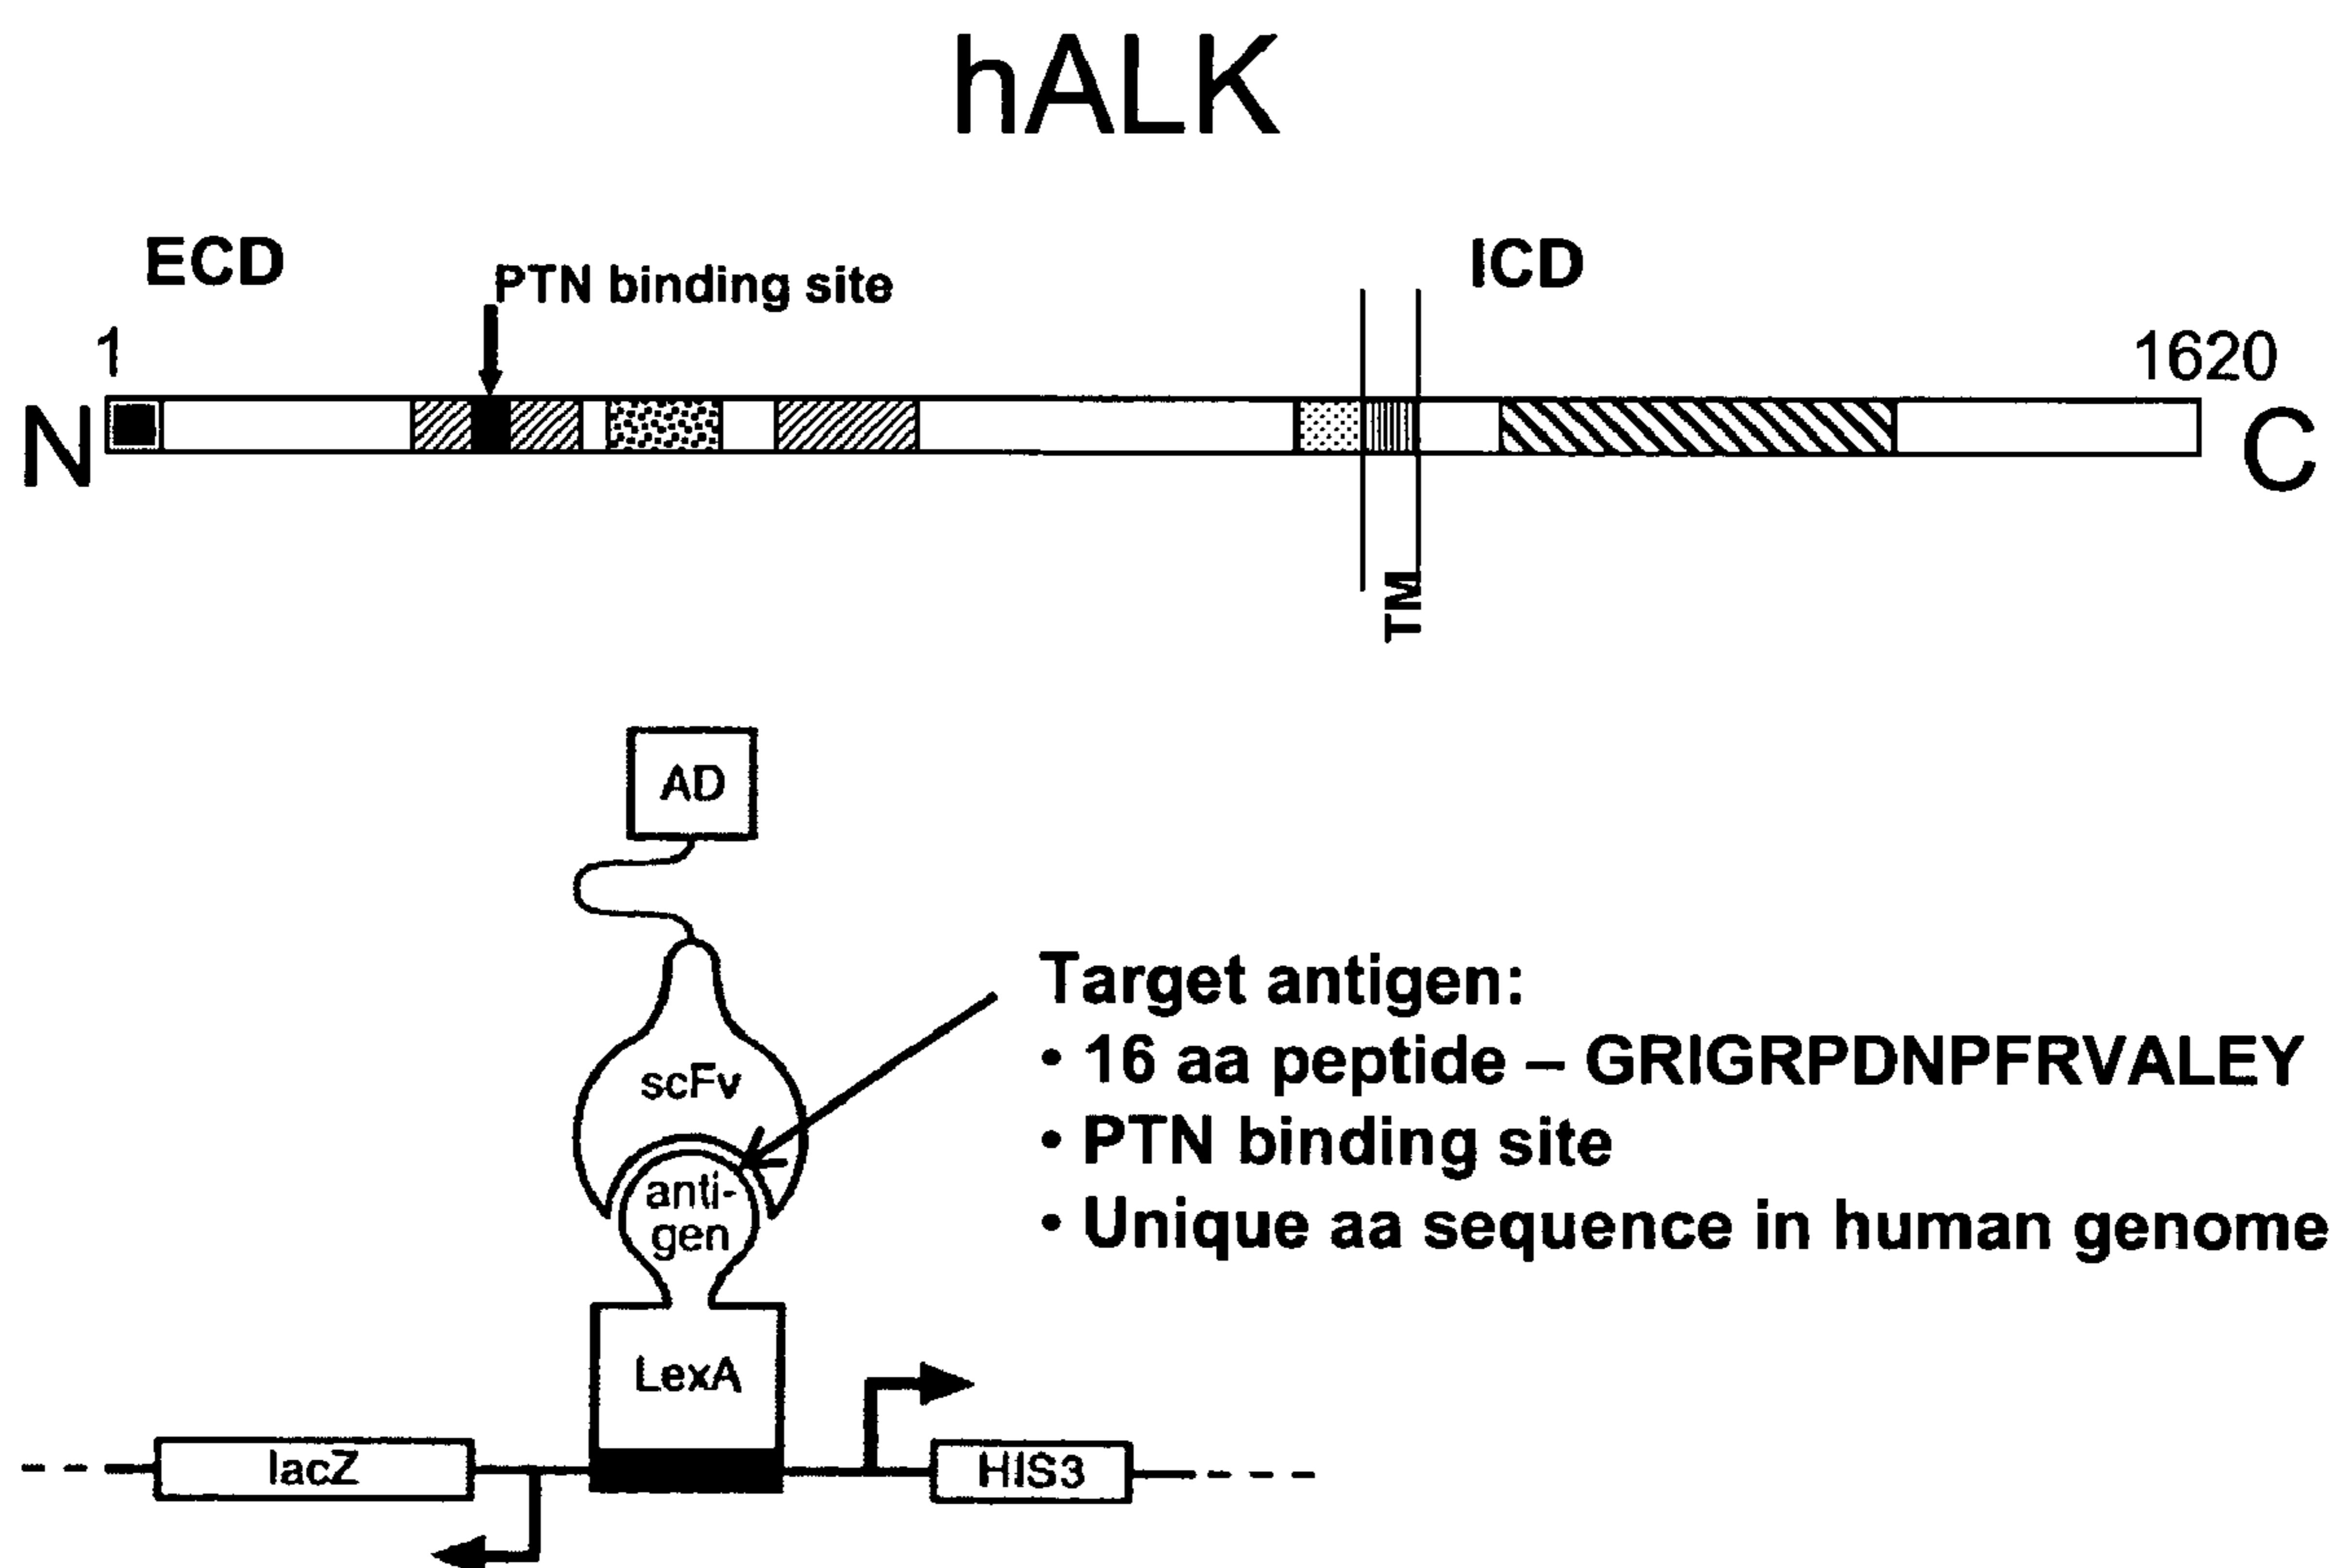 hALK
ECD
ICD
PTN binding site
1
1620
N
C
TM
AD
scFv
anti-
gen
Target antigen:
• 16 aa peptide – GRIGRPDNPFRVALEY
• PTN binding site
• Unique aa sequence in human genome
LexA
lacZ
HIS3